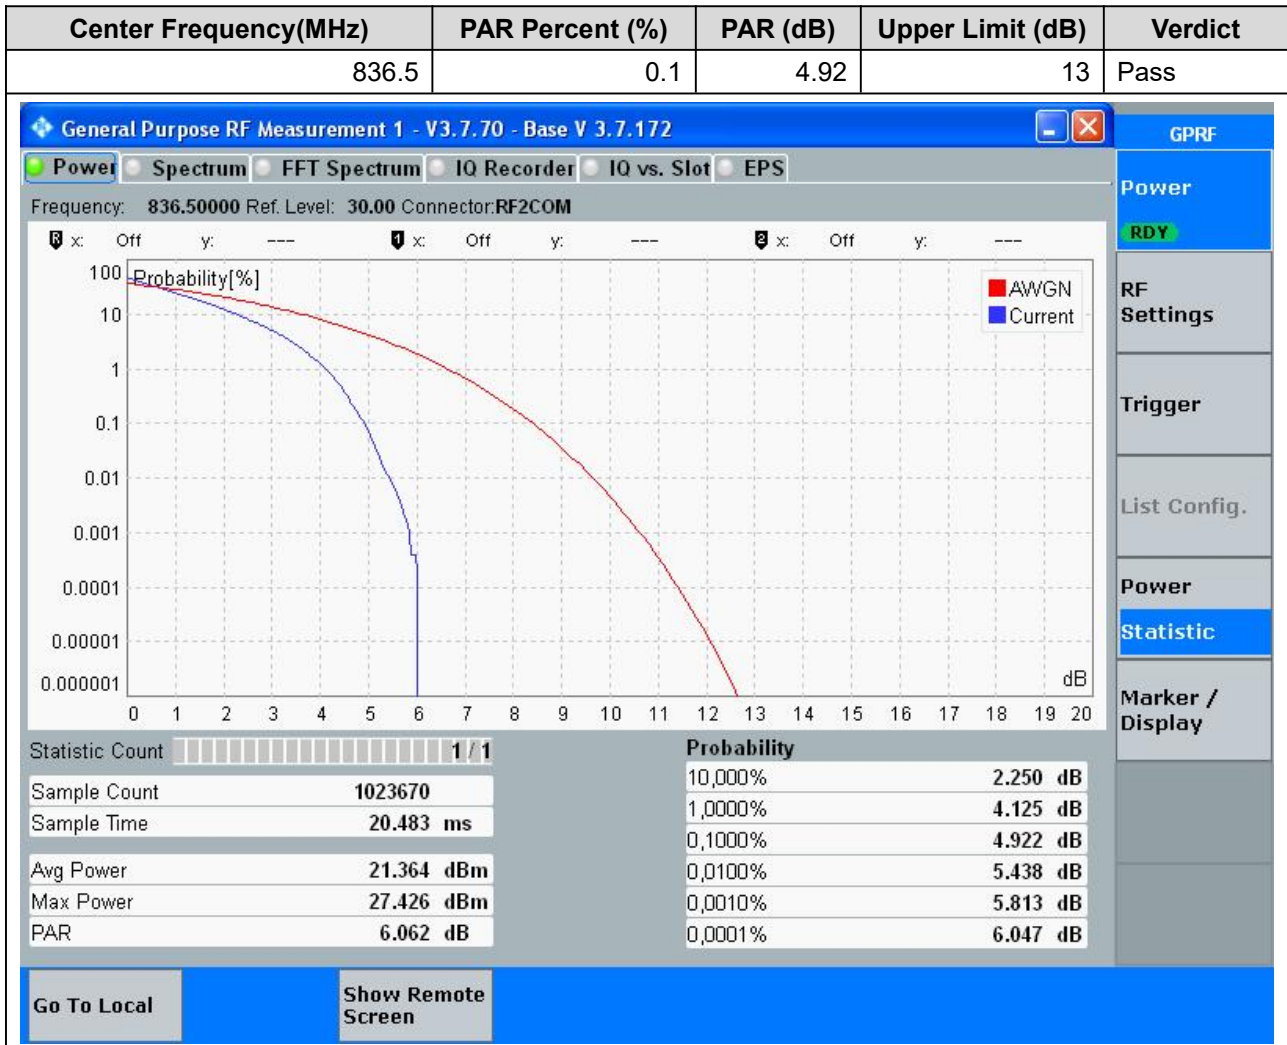 Center Frequency(MHz) PAR Percent (%) PAR (dB) Upper Limit (dB) Verdict
836.5 0.1 4.92 13 Pass
General Purpose RF Measurement 1 - V3.7.70 - Base V 3.7.172
GPRF
Power Spectrum FFT Spectrum IQ Recorder IQ vs. Slot EPS
Frequency: 836.50000 Ref. Level: 30.00 Connector:RF2COM
R x: Off y: --- 1 x: Off y: --- 2 x: Off y: ---
Probability[%]
AWGN
Current
100
10
1
0.1
0.01
0.001
0.0001
0.00001
0.000001
dB
0 1 2 3 4 5 6 7 8 9 10 11 12 13 14 15 16 17 18 19 20
Statistic Count 1 / 1
Sample Count 1023670
Sample Time 20.483 ms
Avg Power 21.364 dBm
Max Power 27.426 dBm
PAR 6.062 dB
Probability
10,000% 2.250 dB
1,0000% 4.125 dB
0,1000% 4.922 dB
0,0100% 5.438 dB
0,0010% 5.813 dB
0,0001% 6.047 dB
Power
RDY
RF
Settings
Trigger
List Config.
Power
Statistic
Marker /
Display
Go To Local
Show Remote
Screen